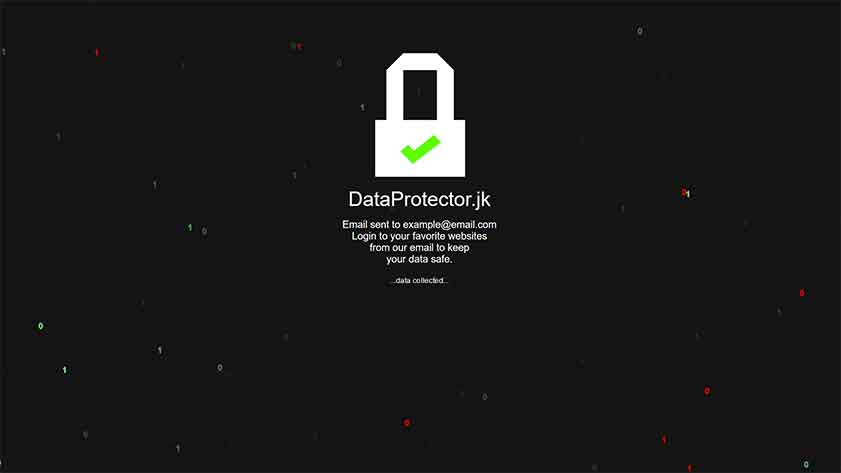 DataProtector.jk
Email sent to example@email.com
Login to your favorite websites
from our email to keep
your data safe.
...data collected...